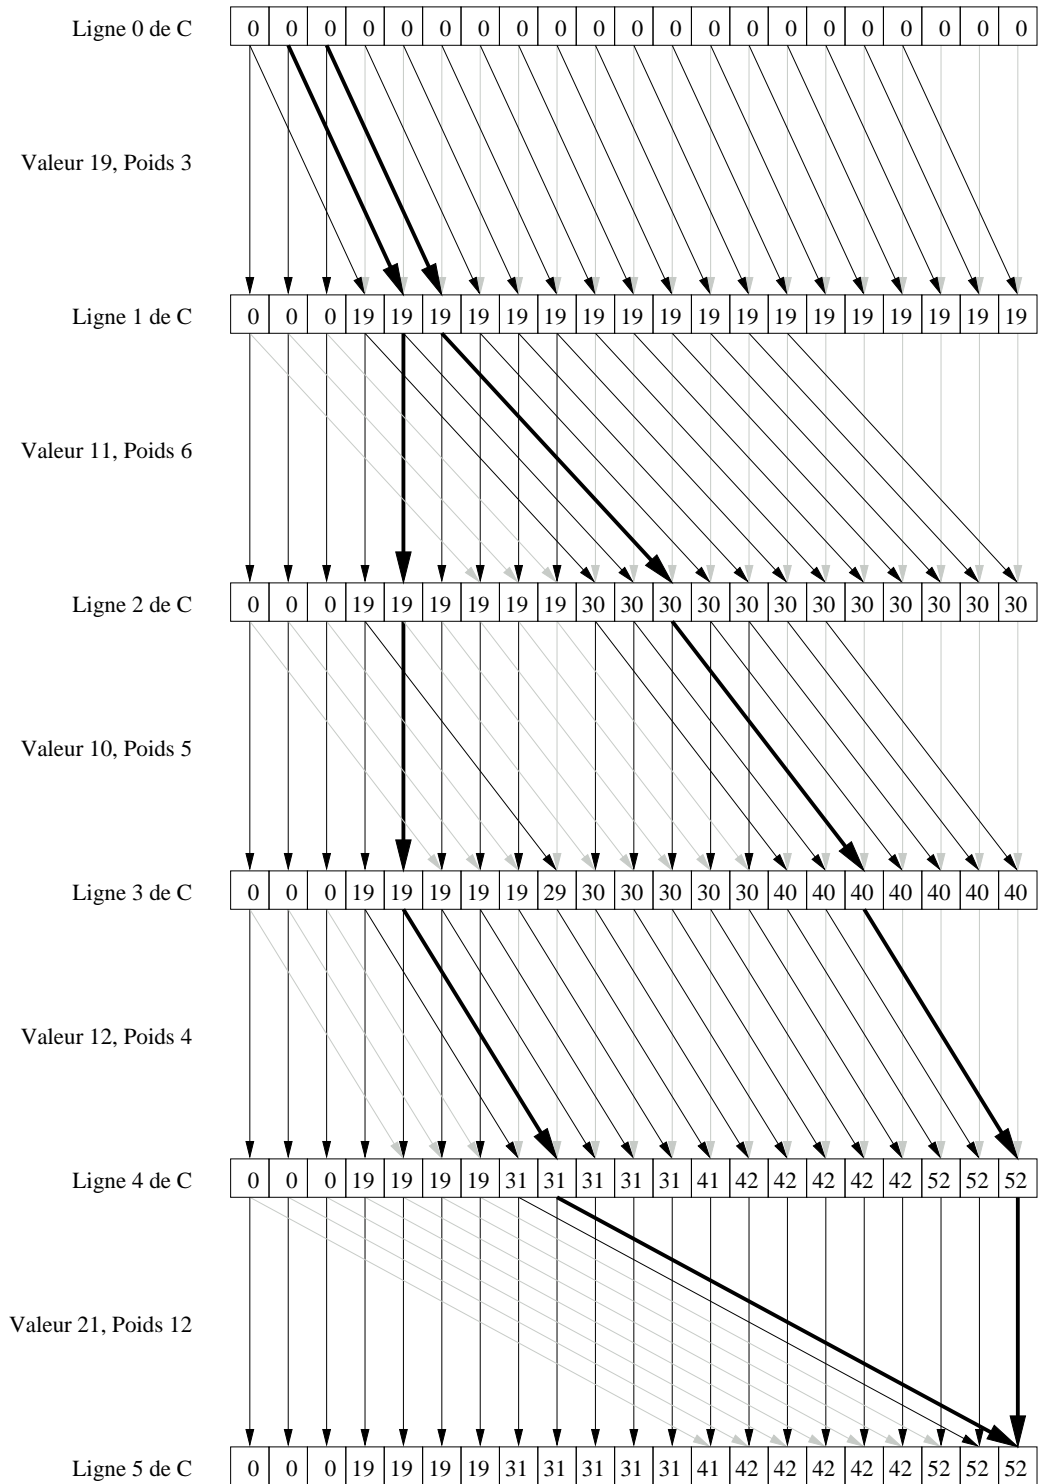 Ligne 0 de C 0 0 0 0 0 0 0 0 0 0 0 0 0 0 0 0 0 0 0 0 0
Valeur 19, Poids 3
Ligne 1 de C 0 0 0 19 19 19 19 19 19 19 19 19 19 19 19 19 19 19 19 19 19
Valeur 11, Poids 6
Ligne 2 de C 0 0 0 19 19 19 19 19 19 30 30 30 30 30 30 30 30 30 30 30 30
Valeur 10, Poids 5
Ligne 3 de C 0 0 0 19 19 19 19 19 29 30 30 30 30 30 40 40 40 40 40 40 40
Valeur 12, Poids 4
Ligne 4 de C 0 0 0 19 19 19 19 31 31 31 31 31 41 42 42 42 42 42 52 52 52
Valeur 21, Poids 12
Ligne 5 de C 0 0 0 19 19 19 19 31 31 31 31 31 41 42 42 42 42 42 52 52 52